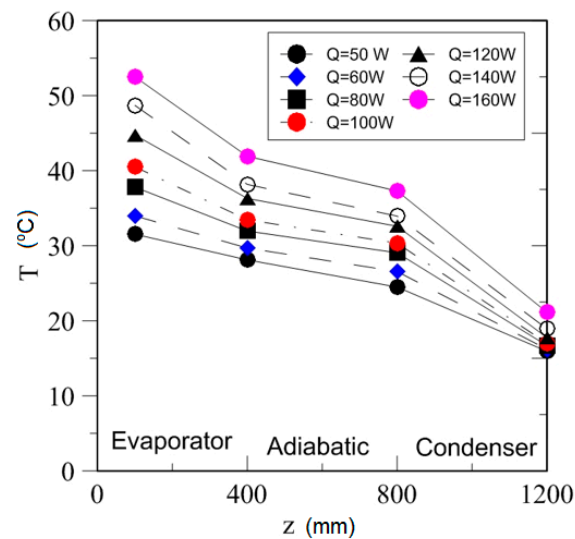 60
50
40
30
20
10
0
T (ºC)
Q=50 W
Q=60W
Q=80W
Q=100W
Q=120W
Q=140W
Q=160W
Evaporator
Adiabatic
Condenser
0
400
800
1200
z (mm)